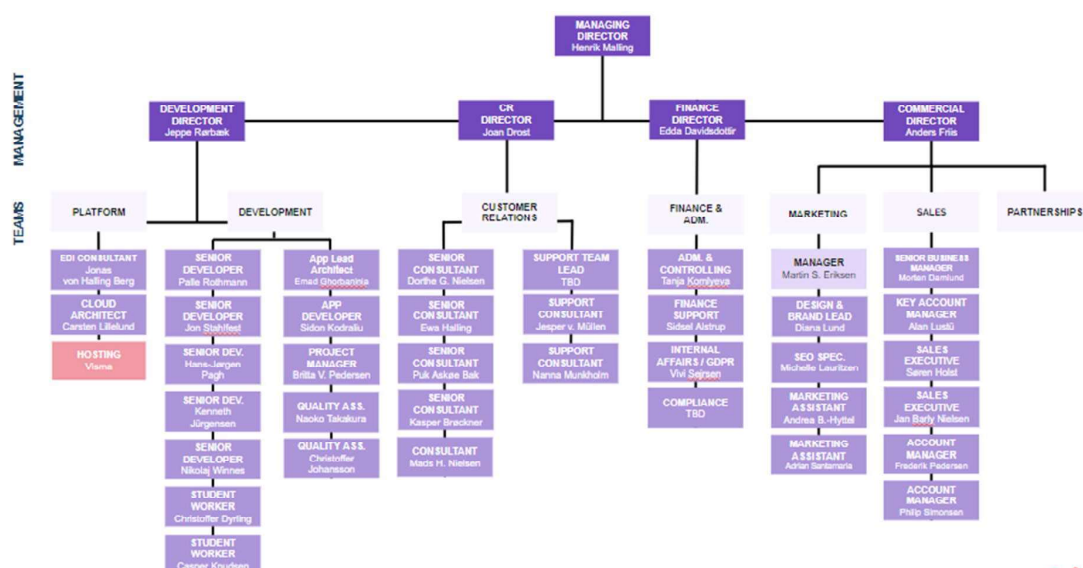 MANAGING
DIRECTOR
Henrik Malling
MANAGEMENT
DEVELOPMENT
DIRECTOR
Jeppe Rørbæk
CR
DIRECTOR
Joan Drost
FINANCE
DIRECTOR
Edda Davidsdottir
COMMERCIAL
DIRECTOR
Anders Friis
TEAMS
PLATFORM
DEVELOPMENT
CUSTOMER
RELATIONS
FINANCE &
ADM.
MARKETING
SALES
PARTNERSHIPS
EDI CONSULTANT
Jonas
von Halling Berg
CLOUD
ARCHITECT
Carsten Lillelund
HOSTING
Visma
SENIOR
DEVELOPER
Palle Rothmann
SENIOR
DEVELOPER
Jon Stahlfest
SENIOR DEV.
Hans-Jørgen
Pagh
SENIOR DEV.
Kenneth
Jürgensen
SENIOR
DEVELOPER
Nikolaj Winnes
STUDENT
WORKER
Christoffer Dyrling
STUDENT
WORKER
Casper Knudsen
App Lead
Architect
Emad Ghorbaninia
APP
DEVELOPER
Sidon Kodraliu
PROJECT
MANAGER
Britta V. Pedersen
QUALITY ASS.
Naoko Takakura
QUALITY ASS.
Christoffer
Johansson
SENIOR
CONSULTANT
Dorthe G. Nielsen
SENIOR
CONSULTANT
Ewa Halling
SENIOR
CONSULTANT
Puk Askøe Bak
SENIOR
CONSULTANT
Kasper Brøckner
CONSULTANT
Mads H. Nielsen
SUPPORT TEAM
LEAD
TBD
SUPPORT
CONSULTANT
Jesper v. Müllen
SUPPORT
CONSULTANT
Nanna Munkholm
ADM. &
CONTROLLING
Tanja Kornlyeva
FINANCE
SUPPORT
Sidsel Alstrup
INTERNAL
AFFAIRS / GDPR
Vivi Sejrsen
COMPLIANCE
TBD
MANAGER
Martin S. Eriksen
DESIGN &
BRAND LEAD
Diana Lund
SEO SPEC.
Michelle Lauritzen
MARKETING
ASSISTANT
Andrea B.-Hyttel
MARKETING
ASSISTANT
Adrian Santamaria
SENIOR BUSINESS
MANAGER
Morten Damlund
KEY ACCOUNT
MANAGER
Alan Lustü
SALES
EXECUTIVE
Søren Holst
SALES
EXECUTIVE
Jan Barly Nielsen
ACCOUNT
MANAGER
Frederik Pedersen
ACCOUNT
MANAGER
Philip Simonsen